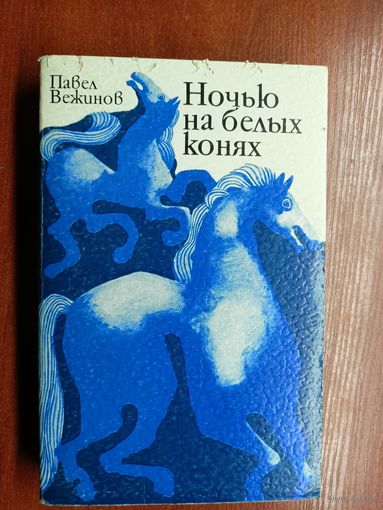 Павел
Вежинов
Ночью
на белых
конях